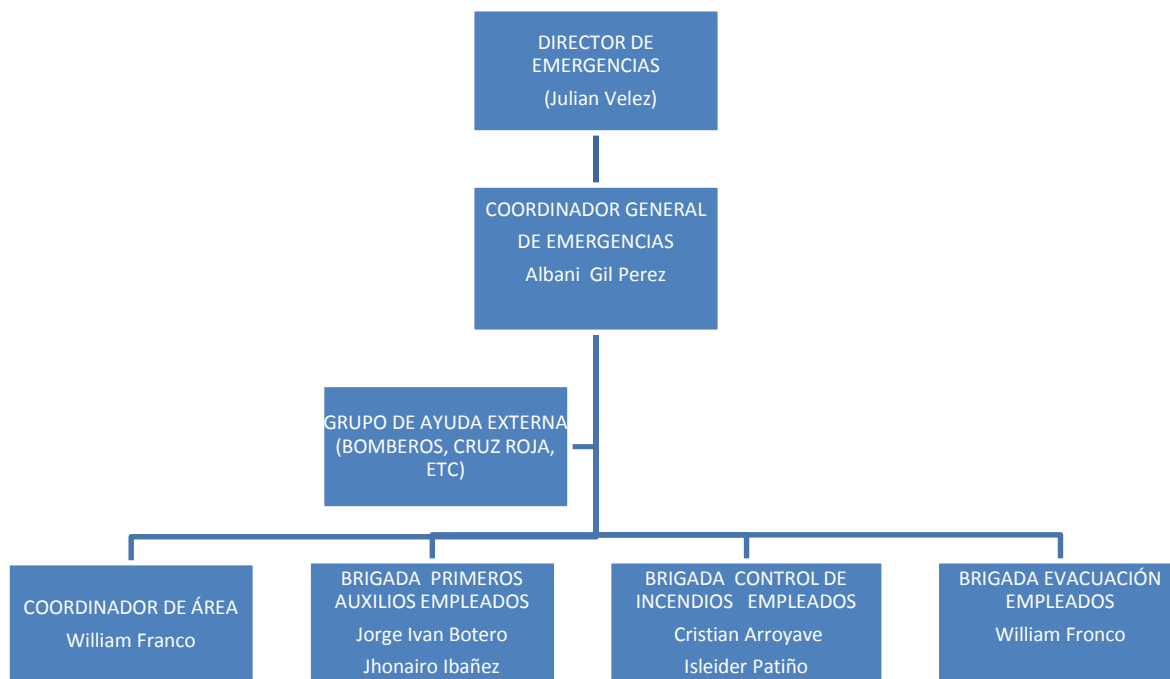 DIRECTOR DE
EMERGENCIAS
(Julian Velez)
COORDINADOR GENERAL
DE EMERGENCIAS
Albani Gil Perez
GRUPO DE AYUDA EXTERNA
(BOMBEROS, CRUZ ROJA,
ETC)
COORDINADOR DE ÁREA
William Franco
BRIGADA PRIMEROS
AUXILIOS EMPLEADOS
Jorge Ivan Botero
Jhonairo Ibañez
BRIGADA CONTROL DE
INCENDIOS EMPLEADOS
Cristian Arroyave
Isleider Patiño
BRIGADA EVACUACIÓN
EMPLEADOS
William Fronco